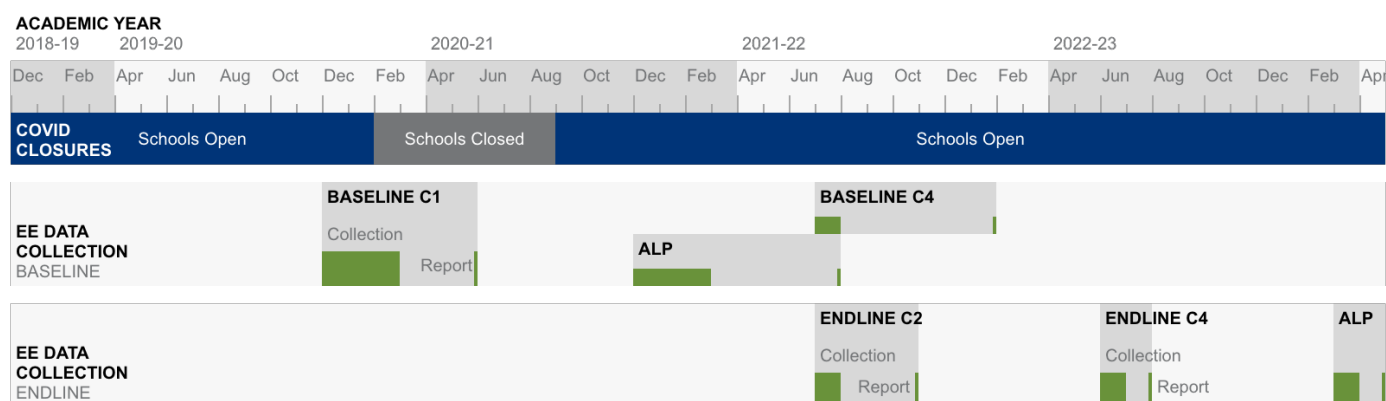 ACADEMIC YEAR
2018-19 2019-20 2020-21 2021-22 2022-23
Dec Feb Apr Jun Aug Oct Dec Feb Apr Jun Aug Oct Dec Feb Apr Jun Aug Oct Dec Feb Apr Jun Aug Oct Dec Feb Apr
COVID
CLOSURES
Schools Open Schools Closed Schools Open
BASELINE C1 BASELINE C4
EE DATA
COLLECTION
BASELINE
Collection
Report
ALP
ENDLINE C2 ENDLINE C4 ALP
EE DATA
COLLECTION
ENDLINE
Collection Collection
Report Report